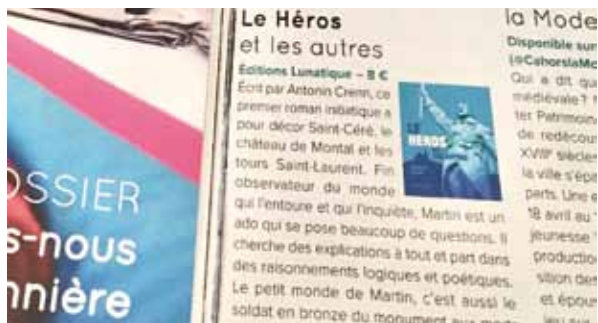 OSSIER
s-nous
nnière
Le Héros
et les autres
Éditions Lunatique – 8 €
Écrit par Antonin Crenn, ce
premier roman initiatique a
pour décor Saint-Céré, le
château de Montal et les
tours Saint-Laurent. Fin
observateur du monde
qui l'entoure et qui l'inquiète, Martin est un
ado qui se pose beaucoup de questions. Il
cherche des explications à tout et part dans
des raisonnements logiques et poétiques.
Le petit monde de Martin, c'est aussi le
soldat en bronze du monument aux
LE
HÉROS
la Mode
Disponible sur
(@CahorslaMo
Qui a dit que
médiévale ?
ter Patrimoin
de redécou
XVIIIe siècle
la ville s'épa
parts. Une e
18 avril au
jeunesse
production
sition des
et épou